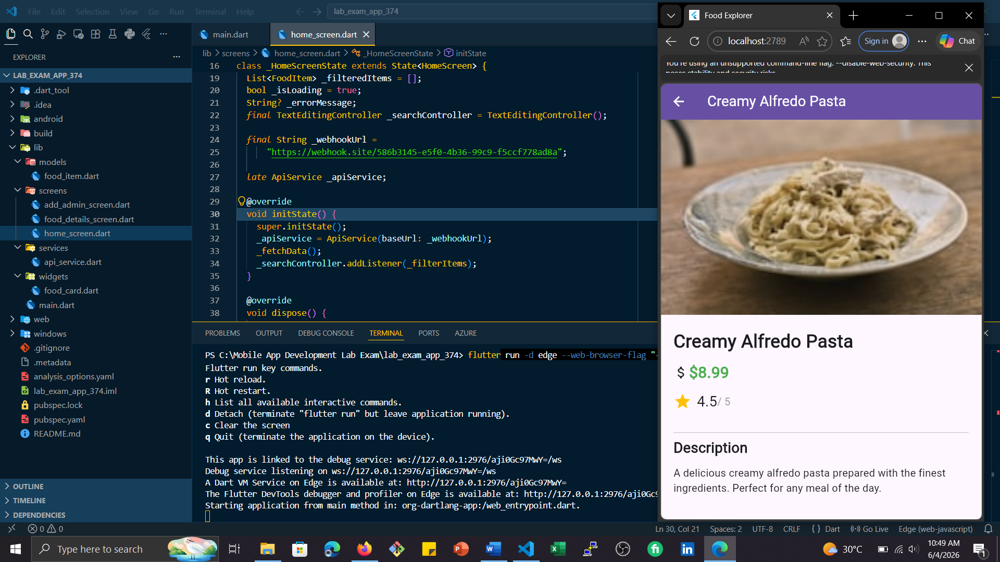 File Edit Selection View Go Run Terminal Help
lab_exam_app_374
EXPLORER
LAB_EXAM_APP_374
.dart_tool
.idea
android
build
lib
models
food_item.dart
screens
add_admin_screen.dart
food_details_screen.dart
home_screen.dart
services
api_service.dart
widgets
food_card.dart
main.dart
web
windows
.gitignore
.metadata
analysis_options.yaml
lab_exam_app_374.iml
pubspec.lock
pubspec.yaml
README.md
OUTLINE
TIMELINE
DEPENDENCIES
main.dart
home_screen.dart
lib > screens > home_screen.dart > _HomeScreenState > initState
16 class _HomeScreenState extends State<HomeScreen> {
19 List<FoodItem> _filteredItems = [];
20 bool _isLoading = true;
21 String? _errorMessage;
22 final TextEditingController _searchController = TextEditingController();
23
24 final String _webhookUrl =
25 "https://webhook.site/586b3145-e5f0-4b36-99c9-f5ccf778ad8a";
26
27 late ApiService _apiService;
28
29 @override
30 void initState() {
31 super.initState();
32 _apiService = ApiService(baseUrl: _webhookUrl);
33 _fetchData();
34 _searchController.addListener(_filterItems);
35 }
36
37 @override
38 void dispose() {
PROBLEMS OUTPUT DEBUG CONSOLE TERMINAL PORTS AZURE
PS C:\Mobile App Development Lab Exam\lab_exam_app_374> flutter run -d edge --web-browser-flag "-
Flutter run key commands.
r Hot reload.
R Hot restart.
h List all available interactive commands.
d Detach (terminate "flutter run" but leave application running).
c Clear the screen
q Quit (terminate the application on the device).
This app is linked to the debug service: ws://127.0.0.1:2976/aji0Gc97MwY=/ws
Debug service listening on ws://127.0.0.1:2976/aji0Gc97MwY=/ws
A Dart VM Service on Edge is available at: http://127.0.0.1:2976/aji0Gc97MwY=
The Flutter DevTools debugger and profiler on Edge is available at: http://127.0.0.1:2976/aji0Gc9
Starting application from main method in: org-dartlang-app:/web_entrypoint.dart.
Food Explorer
localhost:2789
Sign in
Chat
You're using an unsupported command-line flag: --disable-web-security. This
poses stability and security risks.
Creamy Alfredo Pasta
Creamy Alfredo Pasta
$ $8.99
4.5 / 5
Description
A delicious creamy alfredo pasta prepared with the finest
ingredients. Perfect for any meal of the day.
0 0
Ln 30, Col 21 Spaces: 2 UTF-8 CRLF { } Dart Go Live Edge (web-javascript)
Type here to search
30°C
10:49 AM
6/4/2026
1